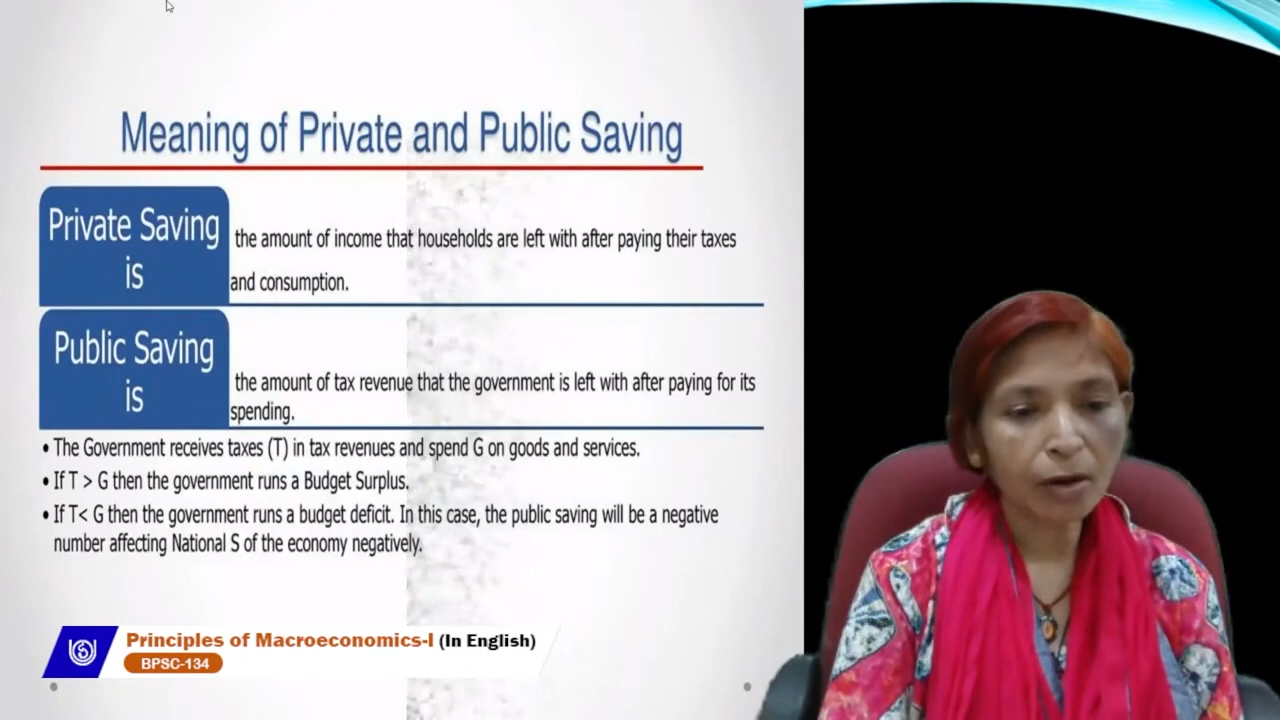 Meaning of Private and Public Saving
Private Saving
is
the amount of income that households are left with after paying their taxes
and consumption.
Public Saving
is
the amount of tax revenue that the government is left with after paying for its
spending.
• The Government receives taxes (T) in tax revenues and spend G on goods and services.
• If T > G then the government runs a Budget Surplus.
• If T< G then the government runs a budget deficit. In this case, the public saving will be a negative
number affecting National S of the economy negatively.
Principles of Macroeconomics-I (In English)
BPSC-134